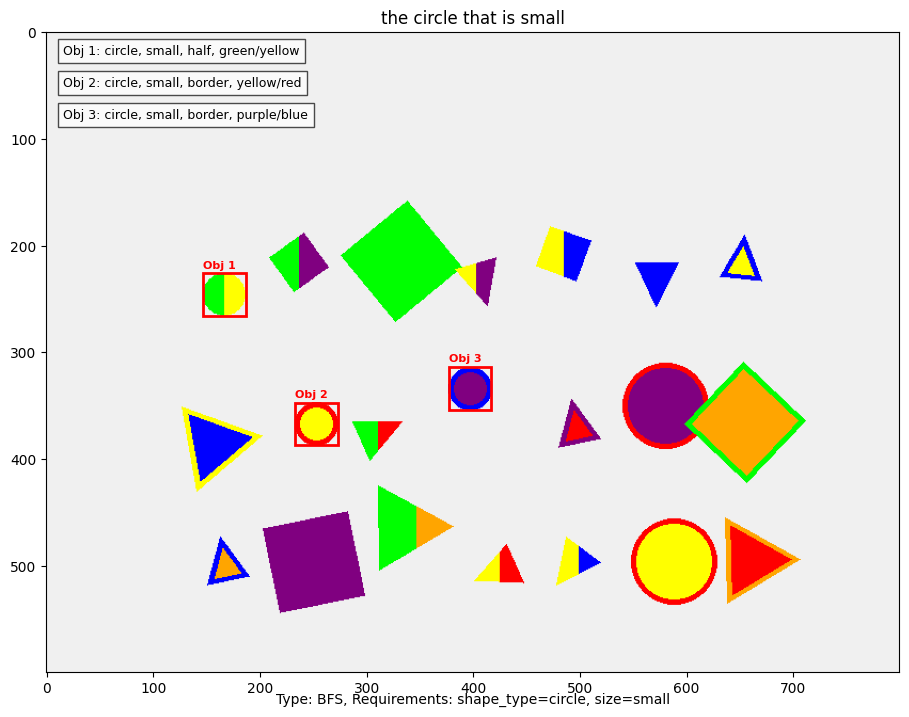 the circle that is small
0
100
200
300
400
500
Obj 1: circle, small, half, green/yellow
Obj 2: circle, small, border, yellow/red
Obj 3: circle, small, border, purple/blue
Obj 1
Obj 3
Obj 2
0 100 200 300 400 500 600 700
Type: BFS, Requirements: shape_type=circle, size=small